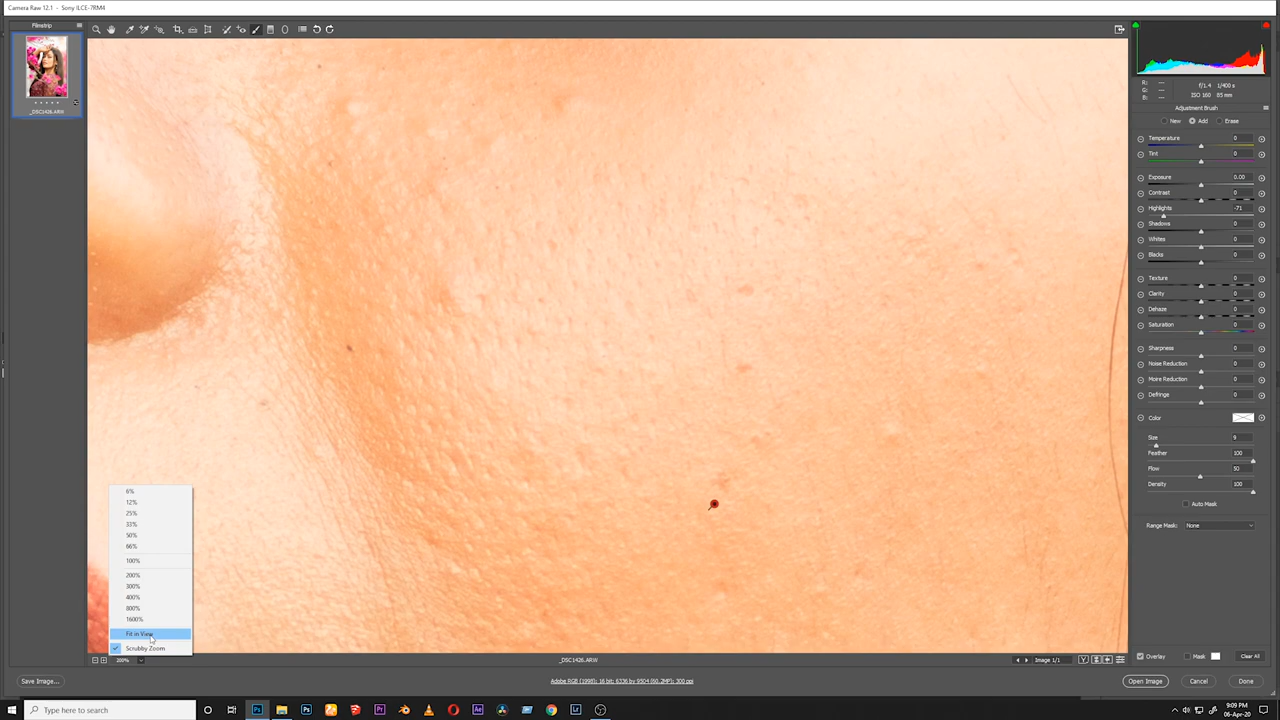 Camera Raw 12.1 - Sony ILCE-7RM4
Filmstrip
_DSC1426.ARW
R: ---
G: ---
B: ---
f/1.4 1/400 s
ISO 160 85 mm
Adjustment Brush
New Add Erase
Temperature 0
Tint 0
Exposure 0.00
Contrast 0
Highlights -71
Shadows 0
Whites 0
Blacks 0
Texture 0
Clarity 0
Dehaze 0
Saturation 0
Sharpness 0
Noise Reduction 0
Moire Reduction 0
Defringe 0
Color
Size 9
Feather 100
Flow 50
Density 100
Auto Mask
Range Mask: None
6%
12%
25%
33%
50%
66%
100%
200%
300%
400%
800%
1600%
Fit in View
Scrubby Zoom
200%
_DSC1426.ARW
Image 1/1
Y
Overlay Mask Clear All
Save Image...
Adobe RGB (1998); 16 bit; 6336 by 9504 (60.2MP); 300 ppi
Open Image Cancel Done
Type here to search
9:09 PM
06-Apr-20